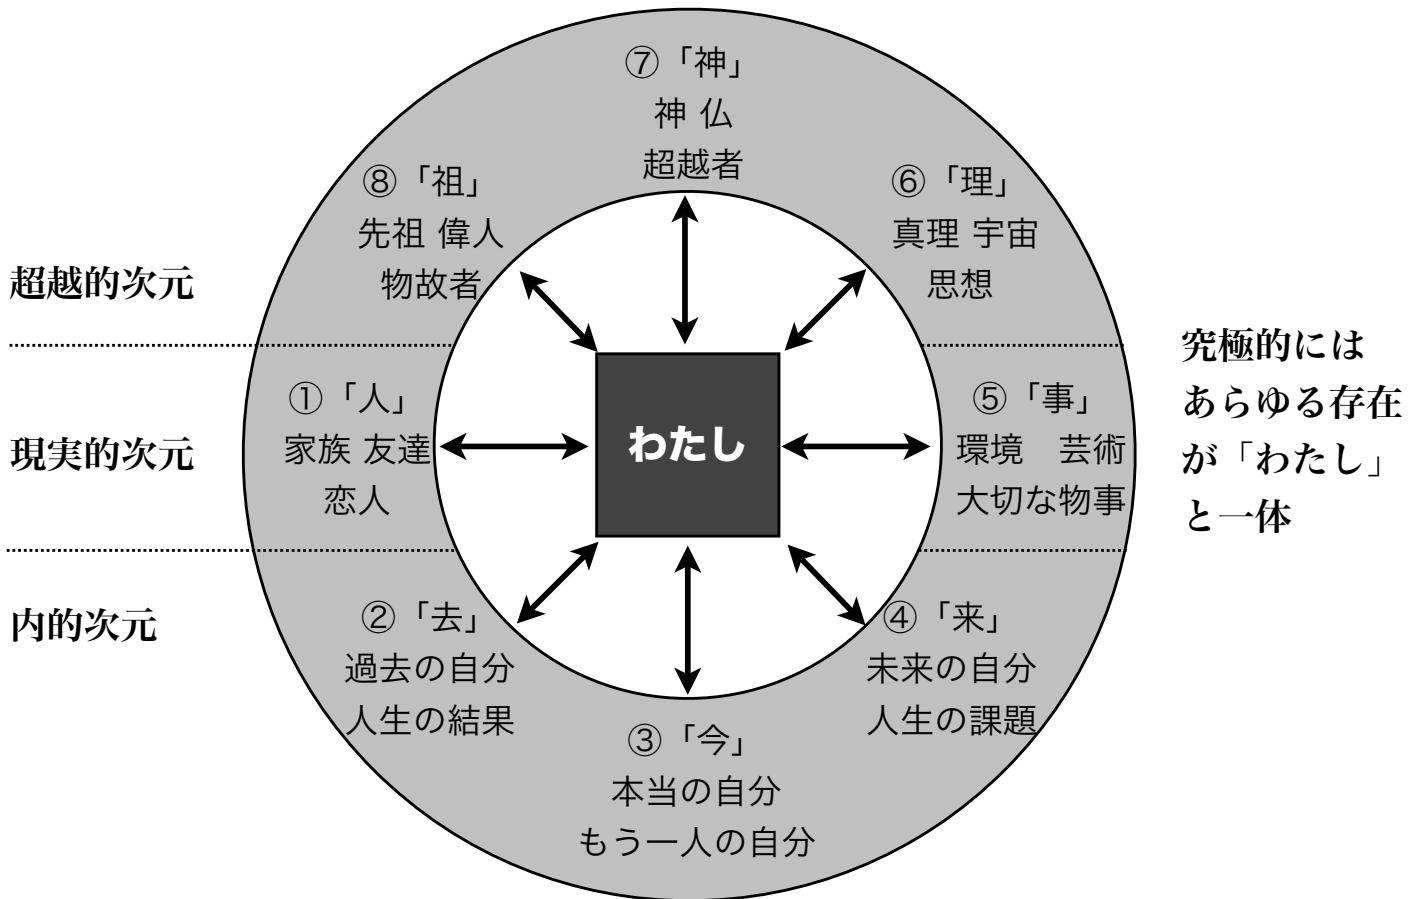 ⑦「神」
神 仏
超越者
⑧「祖」
先祖 偉人
物故者
⑥「理」
真理 宇宙
思想
超越的次元
①「人」
家族 友達
恋人
現実的次元
わたし
⑤「事」
環境　芸術
大切な物事
究極的には
あらゆる存在
が「わたし」
と一体
内的次元
②「去」
過去の自分
人生の結果
③「今」
本当の自分
もう一人の自分
④「来」
未来の自分
人生の課題